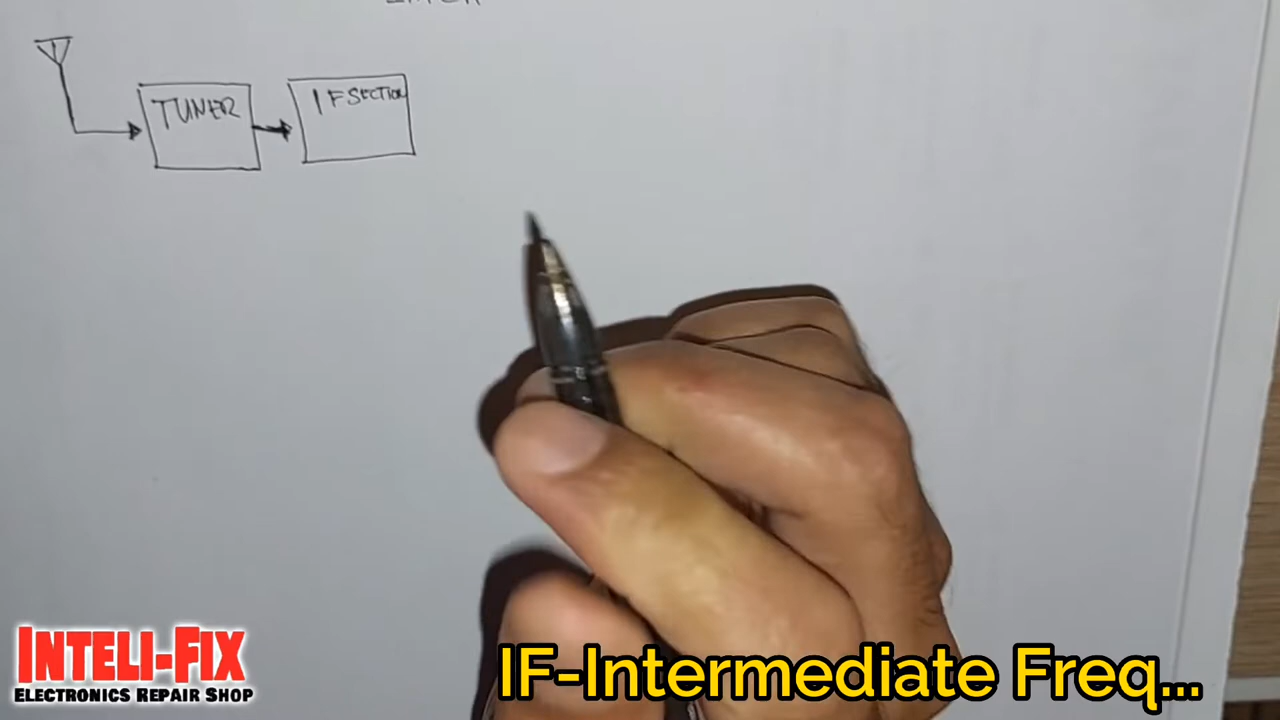 TUNER
IF SECTION
INTELI-FIX
ELECTRONICS REPAIR SHOP
IF-Intermediate Freq...